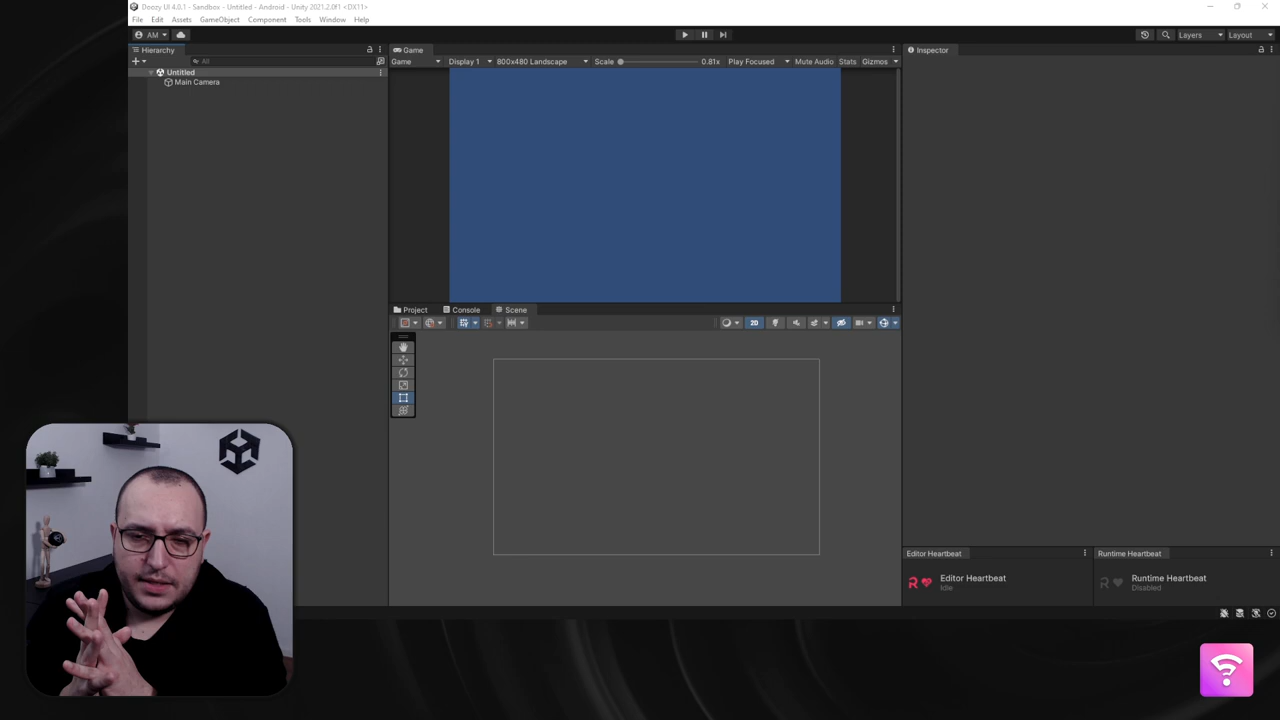 Doozy UI 4.0.1 - Sandbox - Untitled - Android - Unity 2021.2.0f1 <DX11>
File Edit Assets GameObject Component Tools Window Help
AM Layers Layout
Hierarchy Game Inspector
All Game Display 1 800x480 Landscape Scale 0.81x Play Focused Mute Audio Stats Gizmos
Untitled
Main Camera
Project Console Scene
2D
Editor Heartbeat Runtime Heartbeat
Editor Heartbeat Runtime Heartbeat
Idle Disabled